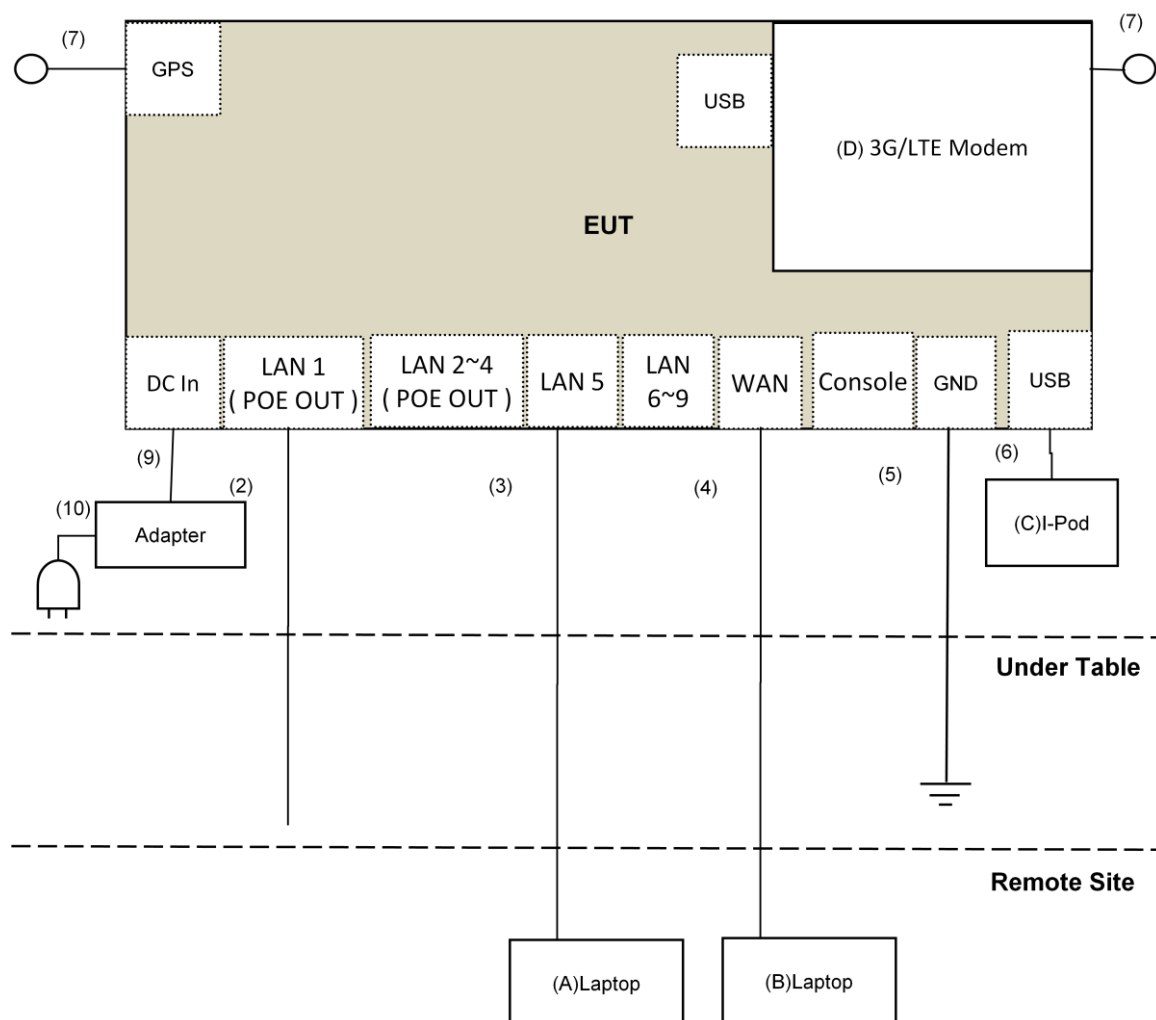 (7)
(7)
GPS
USB
(D) 3G/LTE Modem
EUT
DC In
LAN 1
( POE OUT )
LAN 2~4
( POE OUT )
LAN 5
LAN
6~9
WAN
Console
GND
USB
(9)
(2)
(3)
(4)
(5)
(6)
(10)
Adapter
(C)I-Pod
Under Table
Remote Site
(A)Laptop
(B)Laptop